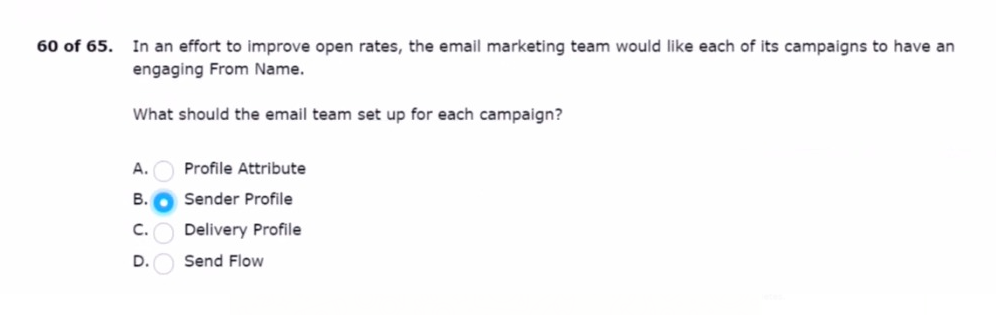 60 of 65. In an effort to improve open rates, the email marketing team would like each of its campaigns to have an
engaging From Name.
What should the email team set up for each campaign?
A. Profile Attribute
B. Sender Profile
C. Delivery Profile
D. Send Flow